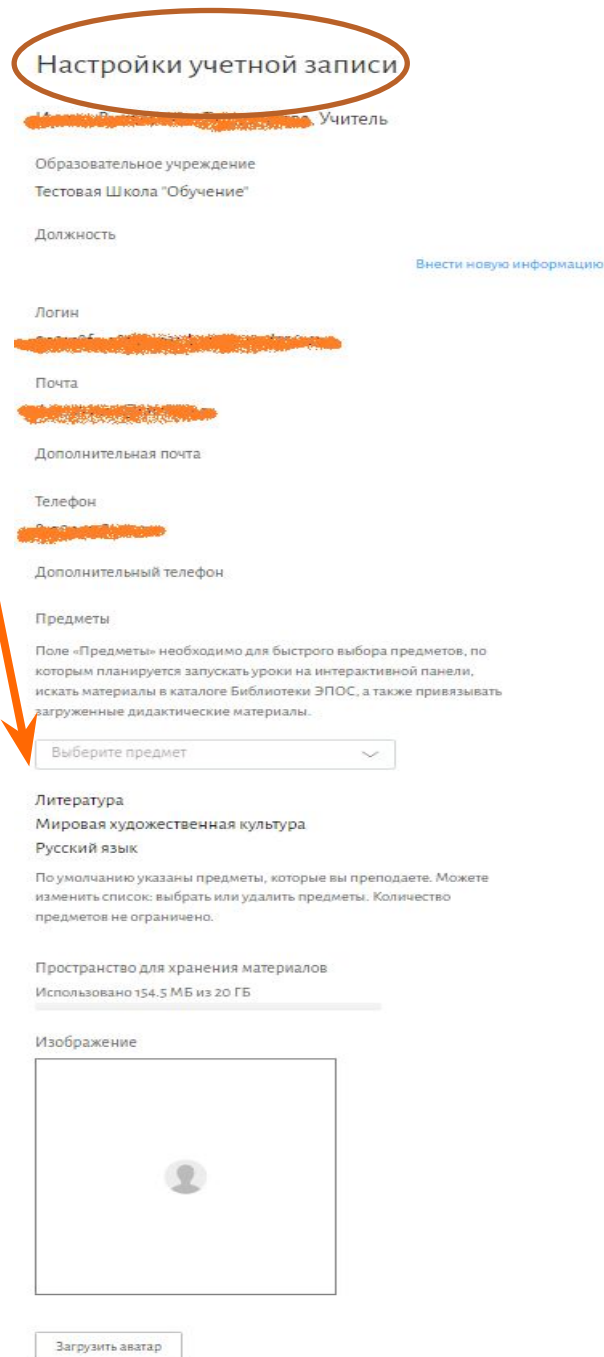 Настройки учетной записи
Учитель
Образовательное учреждение
Тестовая Школа "Обучение"
Должность
Внести новую информацию
Логин
Почта
Дополнительная почта
Телефон
Дополнительный телефон
Предметы
Поле «Предметы» необходимо для быстрого выбора предметов, по
которым планируется запускать уроки на интерактивной панели,
искать материалы в каталоге Библиотеки ЭПОС, а также привязывать
загруженные дидактические материалы.
Выберите предмет
Литература
Мировая художественная культура
Русский язык
По умолчанию указаны предметы, которые вы преподаете. Можете
изменить список: выбрать или удалить предметы. Количество
предметов не ограничено.
Пространство для хранения материалов
Использовано 154.5 МБ из 20 ГБ
Изображение
Загрузить аватар